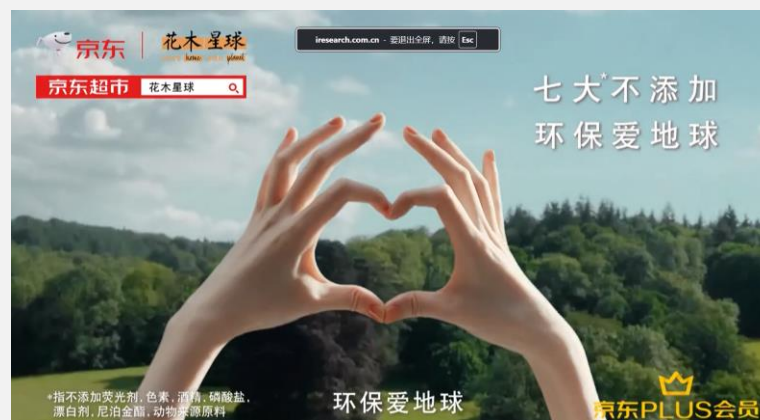 京东
花木星球
home planet
京东超市
花木星球
iresearch.com.cn - 要退出全屏，请按 Esc
七大*不添加
环保爱地球
*指不添加荧光剂，色素，酒精，磷酸盐，
漂白剂，尼泊金酯，动物来源原料
环保爱地球
京东PLUS会员